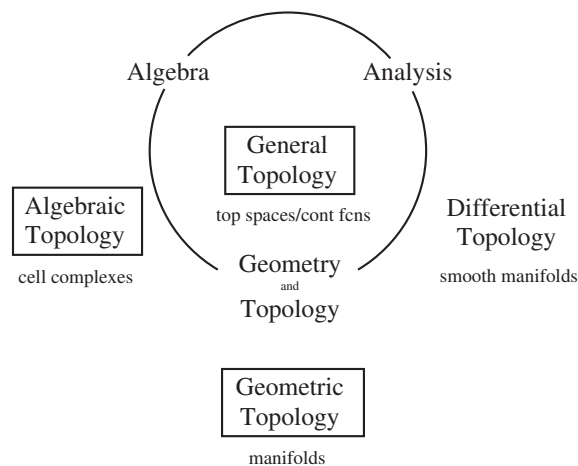 Algebra
Analysis
General
Topology
top spaces/cont fcns
Algebraic
Topology
cell complexes
Differential
Topology
smooth manifolds
Geometry
and
Topology
Geometric
Topology
manifolds